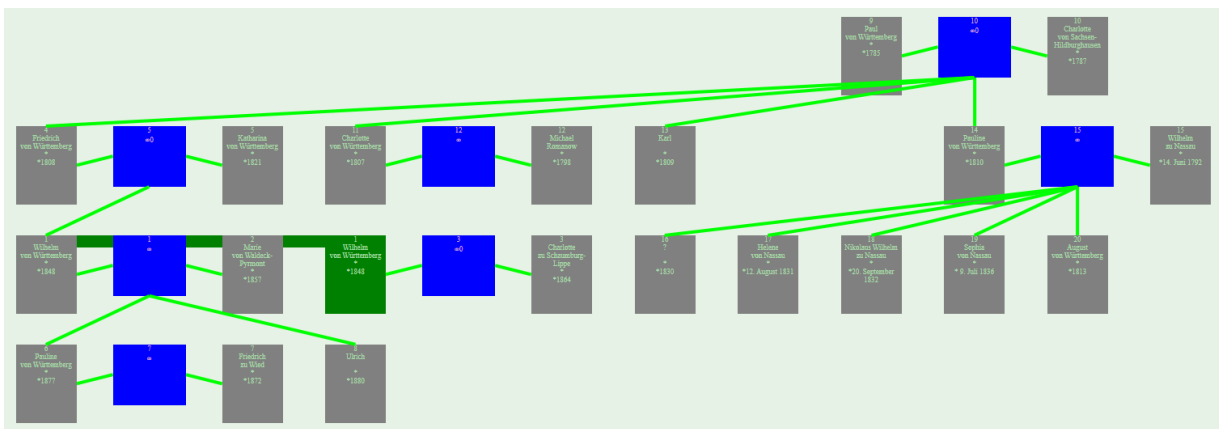 9
Paul
von Württemberg
*
*1785
10
∞0
10
Charlotte
von Sachsen-
Hildburghausen
*
*1787
4
Friedrich
von Württemberg
*
*1808
5
∞0
5
Katharina
von Württemberg
*
*1821
11
Charlotte
von Württemberg
*
*1807
12
∞
12
Michael
Romanow
*
*1798
13
Karl
*
*1809
14
Pauline
von Württemberg
*
*1810
15
∞
15
Wilhelm
zu Nassau
*
*14. Juni 1792
1
Wilhelm
von Württemberg
*
*1848
1
∞
2
Marie
von Waldeck-
Pyrmont
*
*1857
1
Wilhelm
von Württemberg
*
*1848
3
∞0
3
Charlotte
zu Schaumburg-
Lippe
*
*1864
16
?
*
*1830
17
Helene
von Nassau
*
*12. August 1831
18
Nikolaus Wilhelm
zu Nassau
*
*20. September
1832
19
Sophia
von Nassau
*
* 9. Juli 1836
20
August
von Württemberg
*
*1813
6
Pauline
von Württemberg
*
*1877
7
∞
7
Friedrich
zu Wied
*
*1872
8
Ulrich
*
*1880